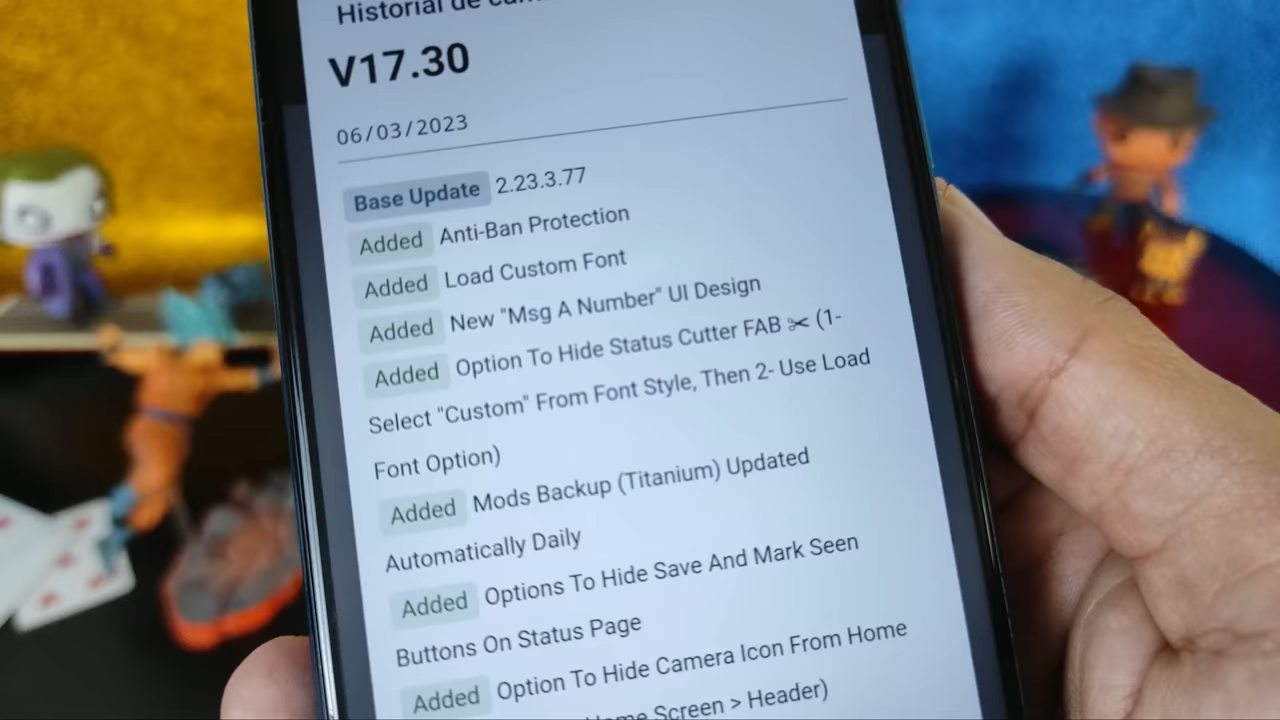 Historial de
V17.30
06/03/2023
Base Update 2.23.3.77
Added Anti-Ban Protection
Added Load Custom Font
Added New "Msg A Number" UI Design
Added Option To Hide Status Cutter FAB ✂ (1-
Select "Custom" From Font Style, Then 2- Use Load
Font Option)
Added Mods Backup (Titanium) Updated
Automatically Daily
Added Options To Hide Save And Mark Seen
Buttons On Status Page
Added Option To Hide Camera Icon From Home
Screen > Header)